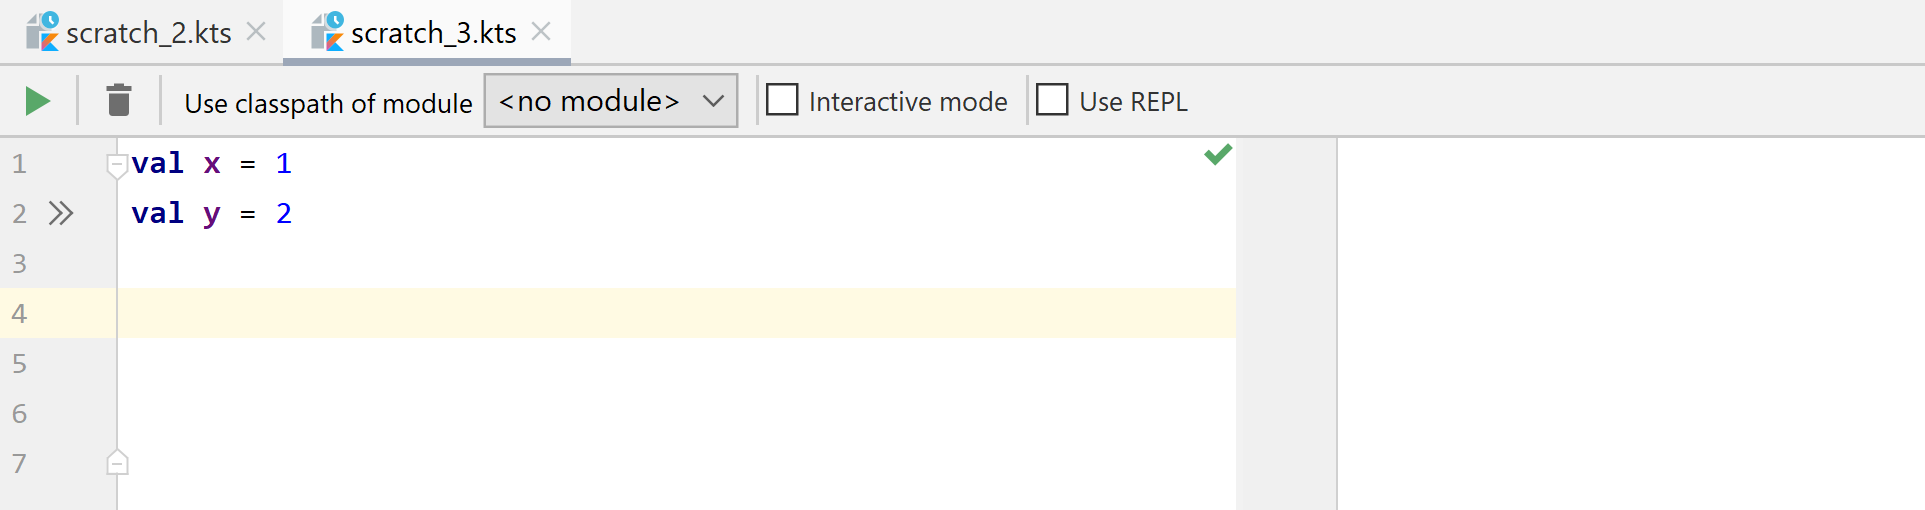 scratch_2.kts scratch_3.kts
Use classpath of module <no module> Interactive mode Use REPL
1 val x = 1
2 val y = 2
3
4
5
6
7